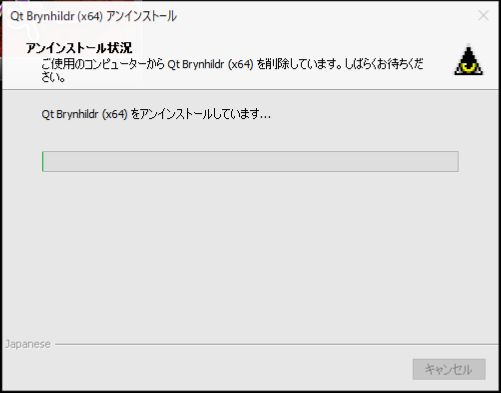 Qt Brynhildr (x64) アンインストール
アンインストール状況
ご使用のコンピューターから Qt Brynhildr (x64) を削除しています。しばらくお待ちくだ
さい。
Qt Brynhildr (x64) をアンインストールしています...
Japanese
キャンセル